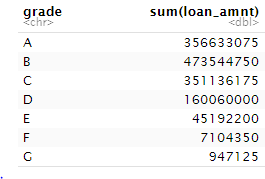 grade sum(loan_amnt)
<chr> <dbl>
A 356633075
B 473544750
C 351136175
D 160060000
E 45192200
F 7104350
G 947125
.